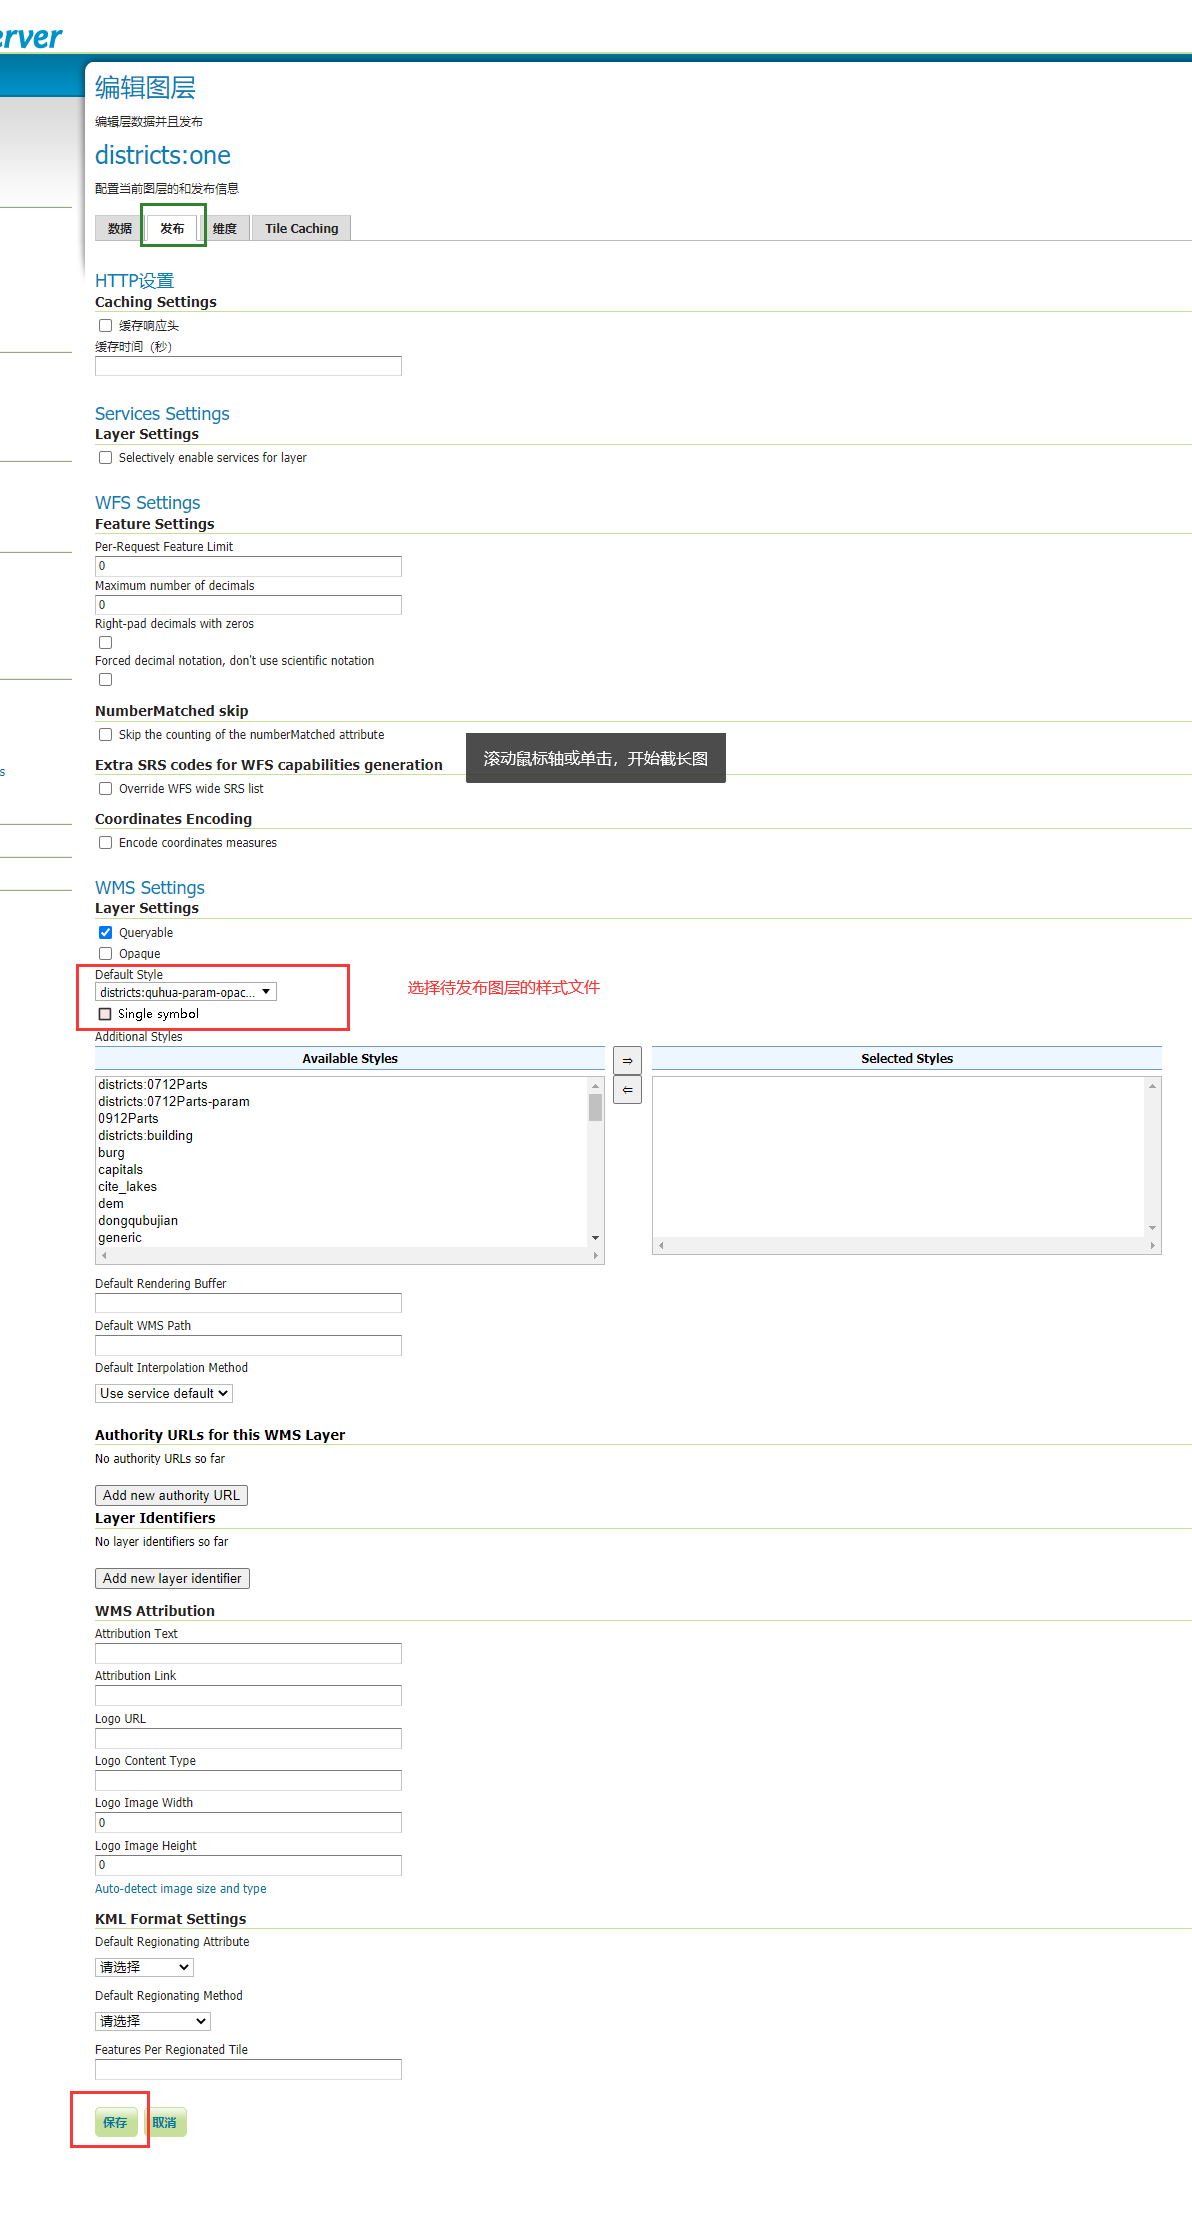 erver
编辑图层
编辑层数据并且发布
districts:one
配置当前图层的和发布信息
数据 发布 维度 Tile Caching
HTTP设置
Caching Settings
缓存响应头
缓存时间（秒）
Services Settings
Layer Settings
Selectively enable services for layer
WFS Settings
Feature Settings
Per-Request Feature Limit
0
Maximum number of decimals
0
Right-pad decimals with zeros
Forced decimal notation, don't use scientific notation
NumberMatched skip
Skip the counting of the numberMatched attribute
滚动鼠标轴或单击，开始截长图
Extra SRS codes for WFS capabilities generation
s
Override WFS wide SRS list
Coordinates Encoding
Encode coordinates measures
WMS Settings
Layer Settings
Queryable
Opaque
Default Style
districts:quhua-param-opac...
选择待发布图层的样式文件
Single symbol
Additional Styles
Available Styles ⇒ Selected Styles
⇐
districts:0712Parts
districts:0712Parts-param
0912Parts
districts:building
burg
capitals
cite_lakes
dem
dongqubujian
generic
Default Rendering Buffer
Default WMS Path
Default Interpolation Method
Use service default
Authority URLs for this WMS Layer
No authority URLs so far
Add new authority URL
Layer Identifiers
No layer identifiers so far
Add new layer identifier
WMS Attribution
Attribution Text
Attribution Link
Logo URL
Logo Content Type
Logo Image Width
0
Logo Image Height
0
Auto-detect image size and type
KML Format Settings
Default Regionating Attribute
请选择
Default Regionating Method
请选择
Features Per Regionated Tile
保存 取消